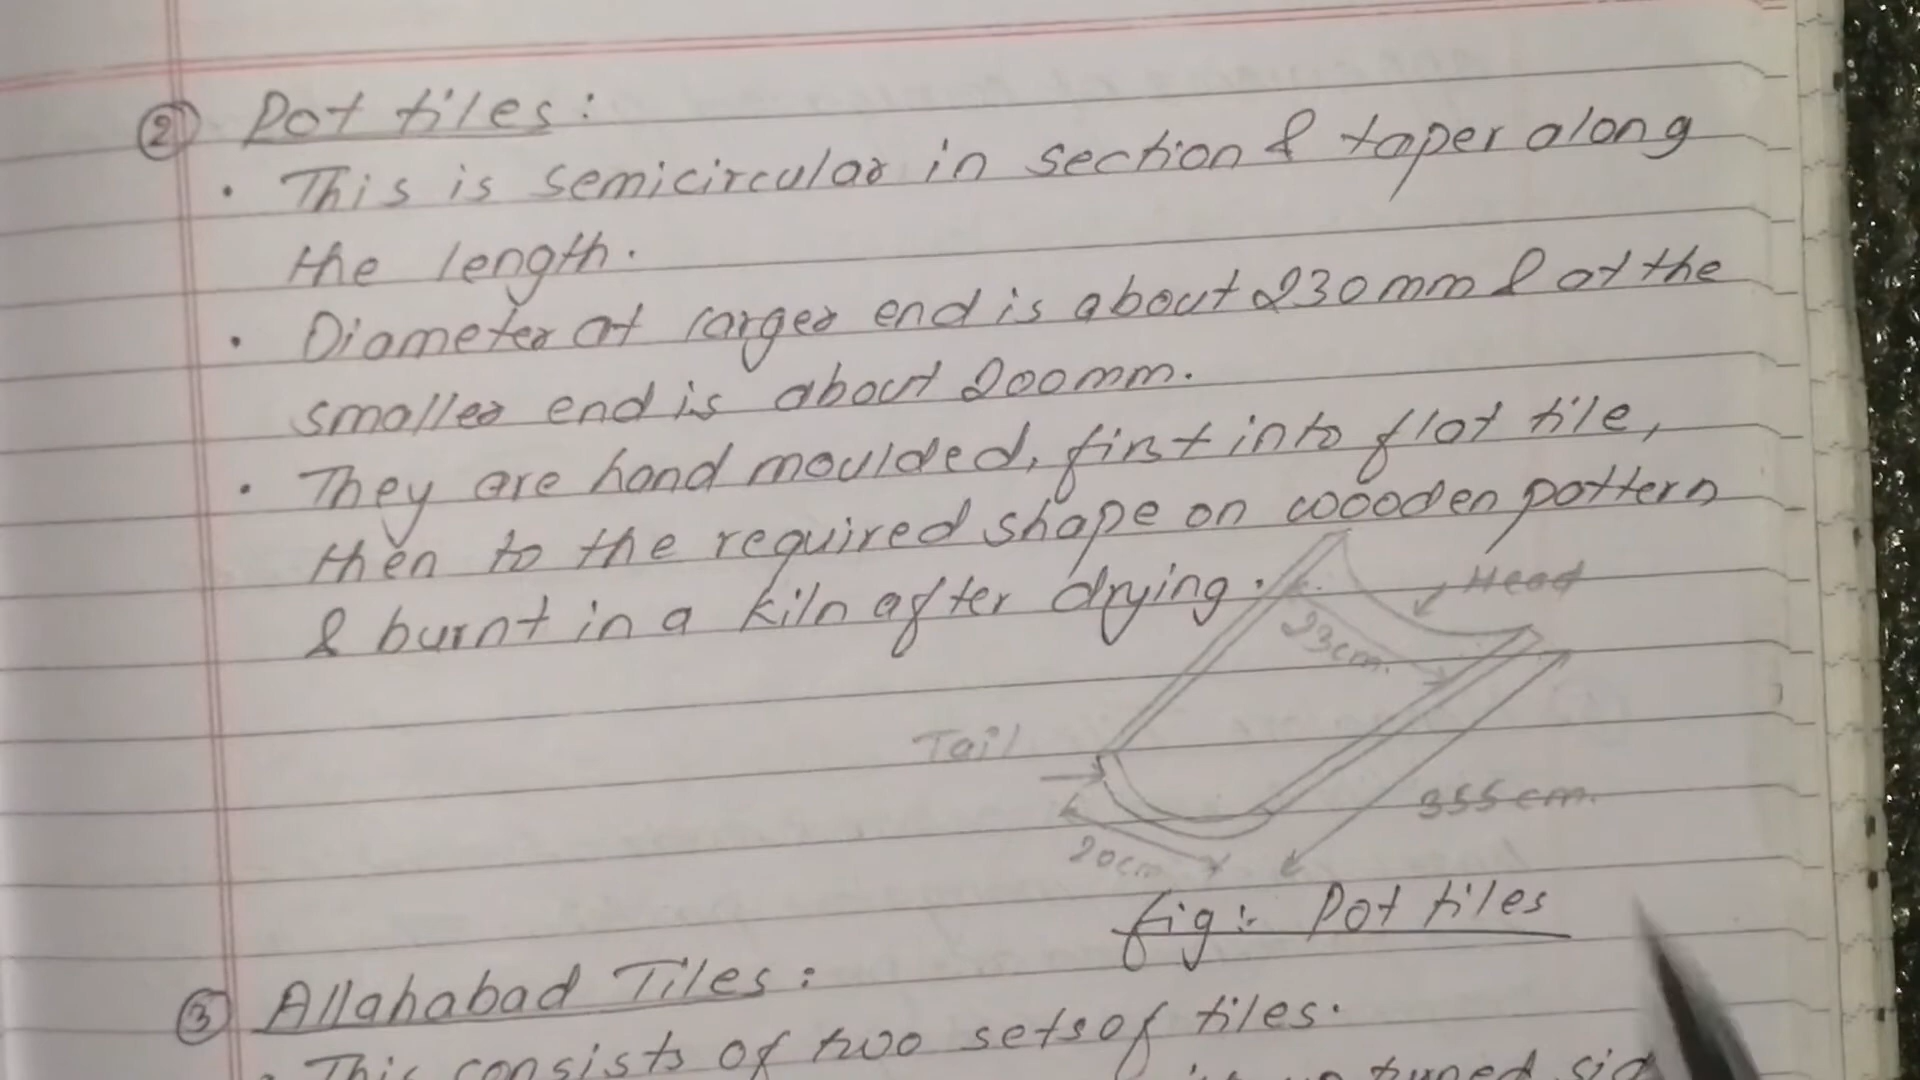 ② Pot tiles:
• This is semicircular in section & taper along
the length.
• Diameter at larger end is about 230mm & at the
smaller end is about 200mm.
• They are hand moulded, first into flat tile,
then to the required shape on wooden pattern
& burnt in a kiln after drying.
Head
23cm.
Tail
355 cm.
20cm
fig:- Pot tiles
③ Allahabad Tiles:
• This consists of two sets of tiles.